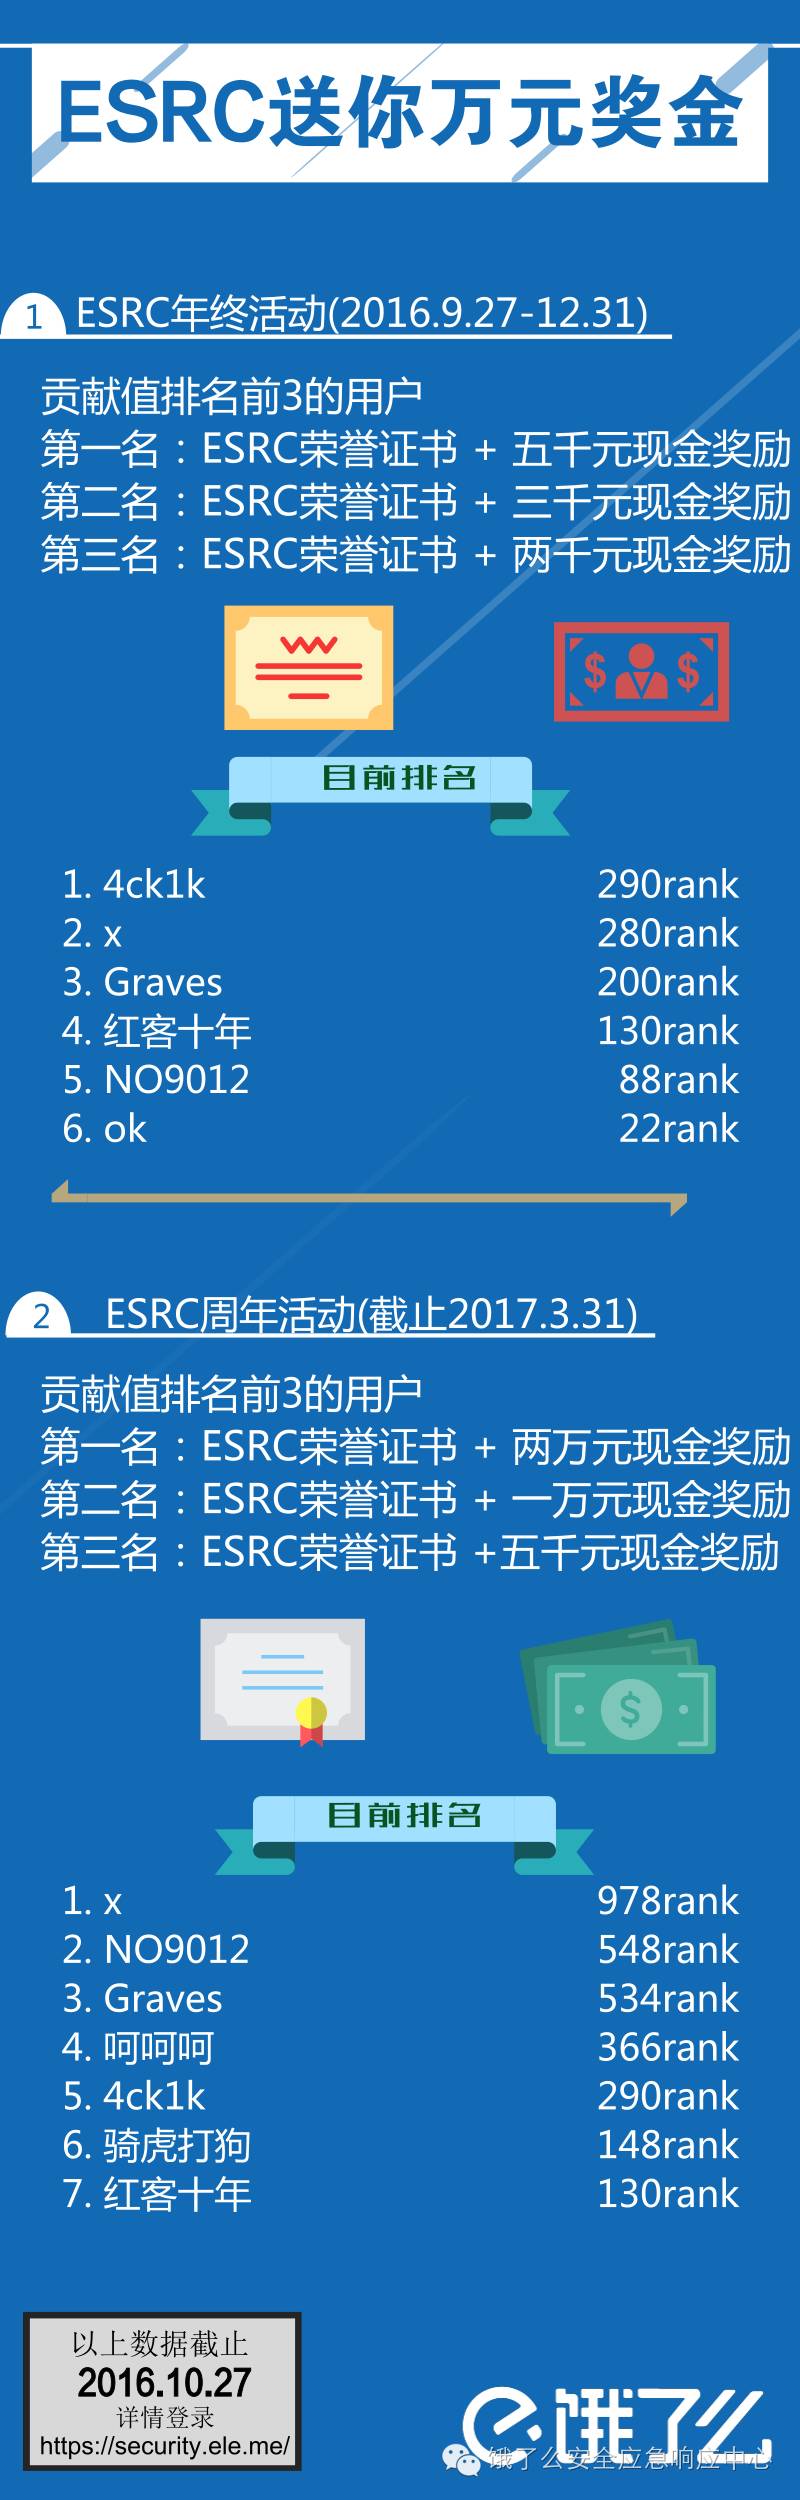 ESRC送你万元奖金
1 ESRC年终活动(2016.9.27-12.31)
贡献值排名前3的用户
第一名：ESRC荣誉证书 + 五千元现金奖励
第二名：ESRC荣誉证书 + 三千元现金奖励
第三名：ESRC荣誉证书 + 两千元现金奖励
$ $
目前排名
1. 4ck1k 290rank
2. x 280rank
3. Graves 200rank
4. 红客十年 130rank
5. NO9012 88rank
6. ok 22rank
2 ESRC周年活动(截止2017.3.31)
贡献值排名前3的用户
第一名：ESRC荣誉证书 + 两万元现金奖励
第二名：ESRC荣誉证书 + 一万元现金奖励
第三名：ESRC荣誉证书 +五千元现金奖励
$
目前排名
1. x 978rank
2. NO9012 548rank
3. Graves 534rank
4. 呵呵呵 366rank
5. 4ck1k 290rank
6. 骑虎打狗 148rank
7. 红客十年 130rank
以上数据截止
2016.10.27
详情登录
https://security.ele.me/
e 饿了么
饿了么安全应急响应中心